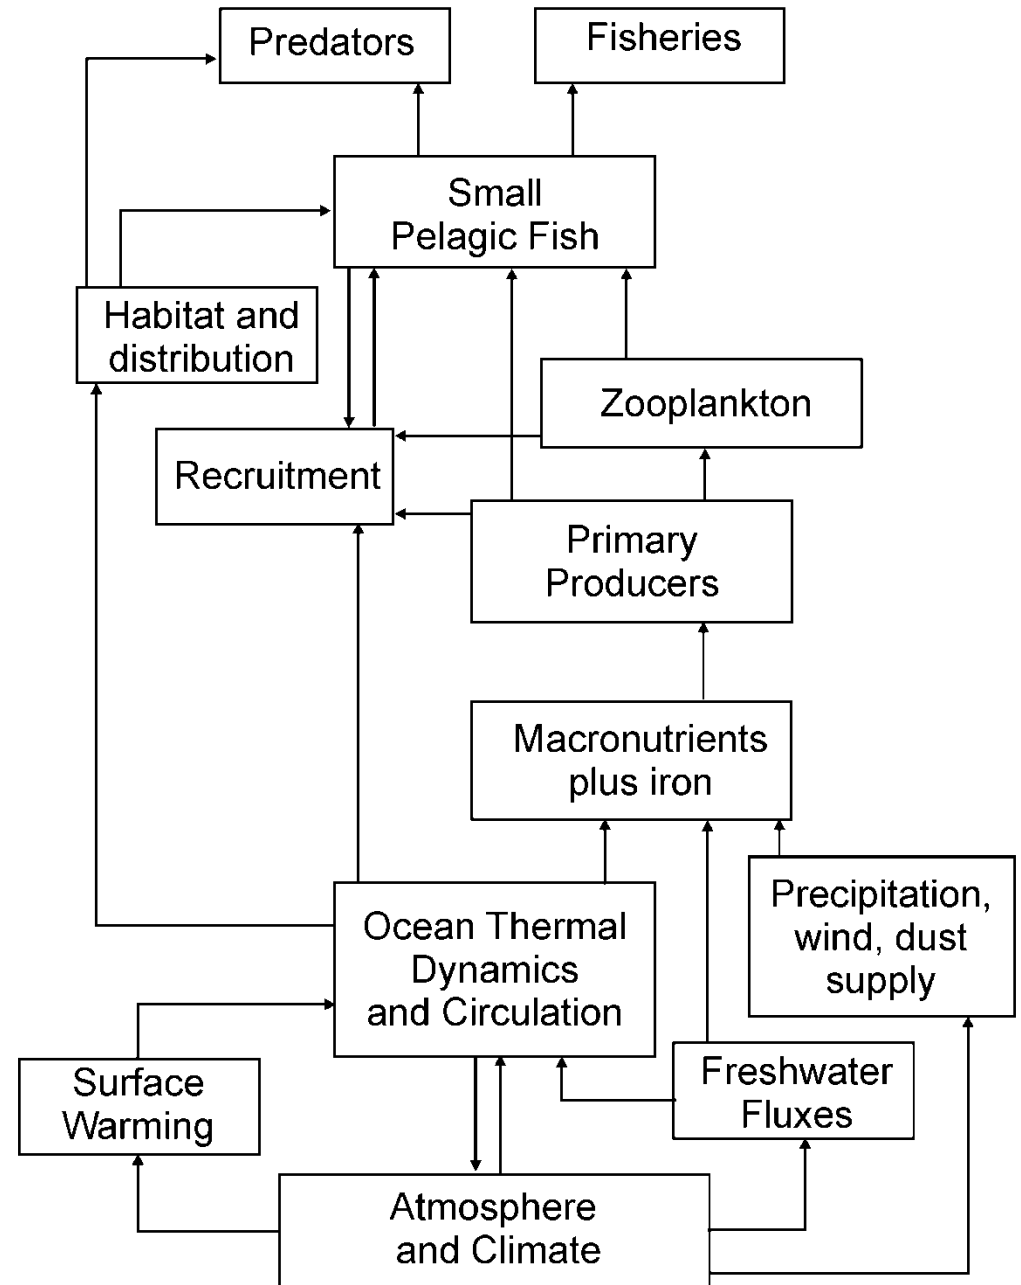 Predators
Fisheries
Small
Pelagic Fish
Habitat and
distribution
Zooplankton
Recruitment
Primary
Producers
Macronutrients
plus iron
Precipitation,
wind, dust
supply
Ocean Thermal
Dynamics
and Circulation
Surface
Warming
Freshwater
Fluxes
Atmosphere
and Climate